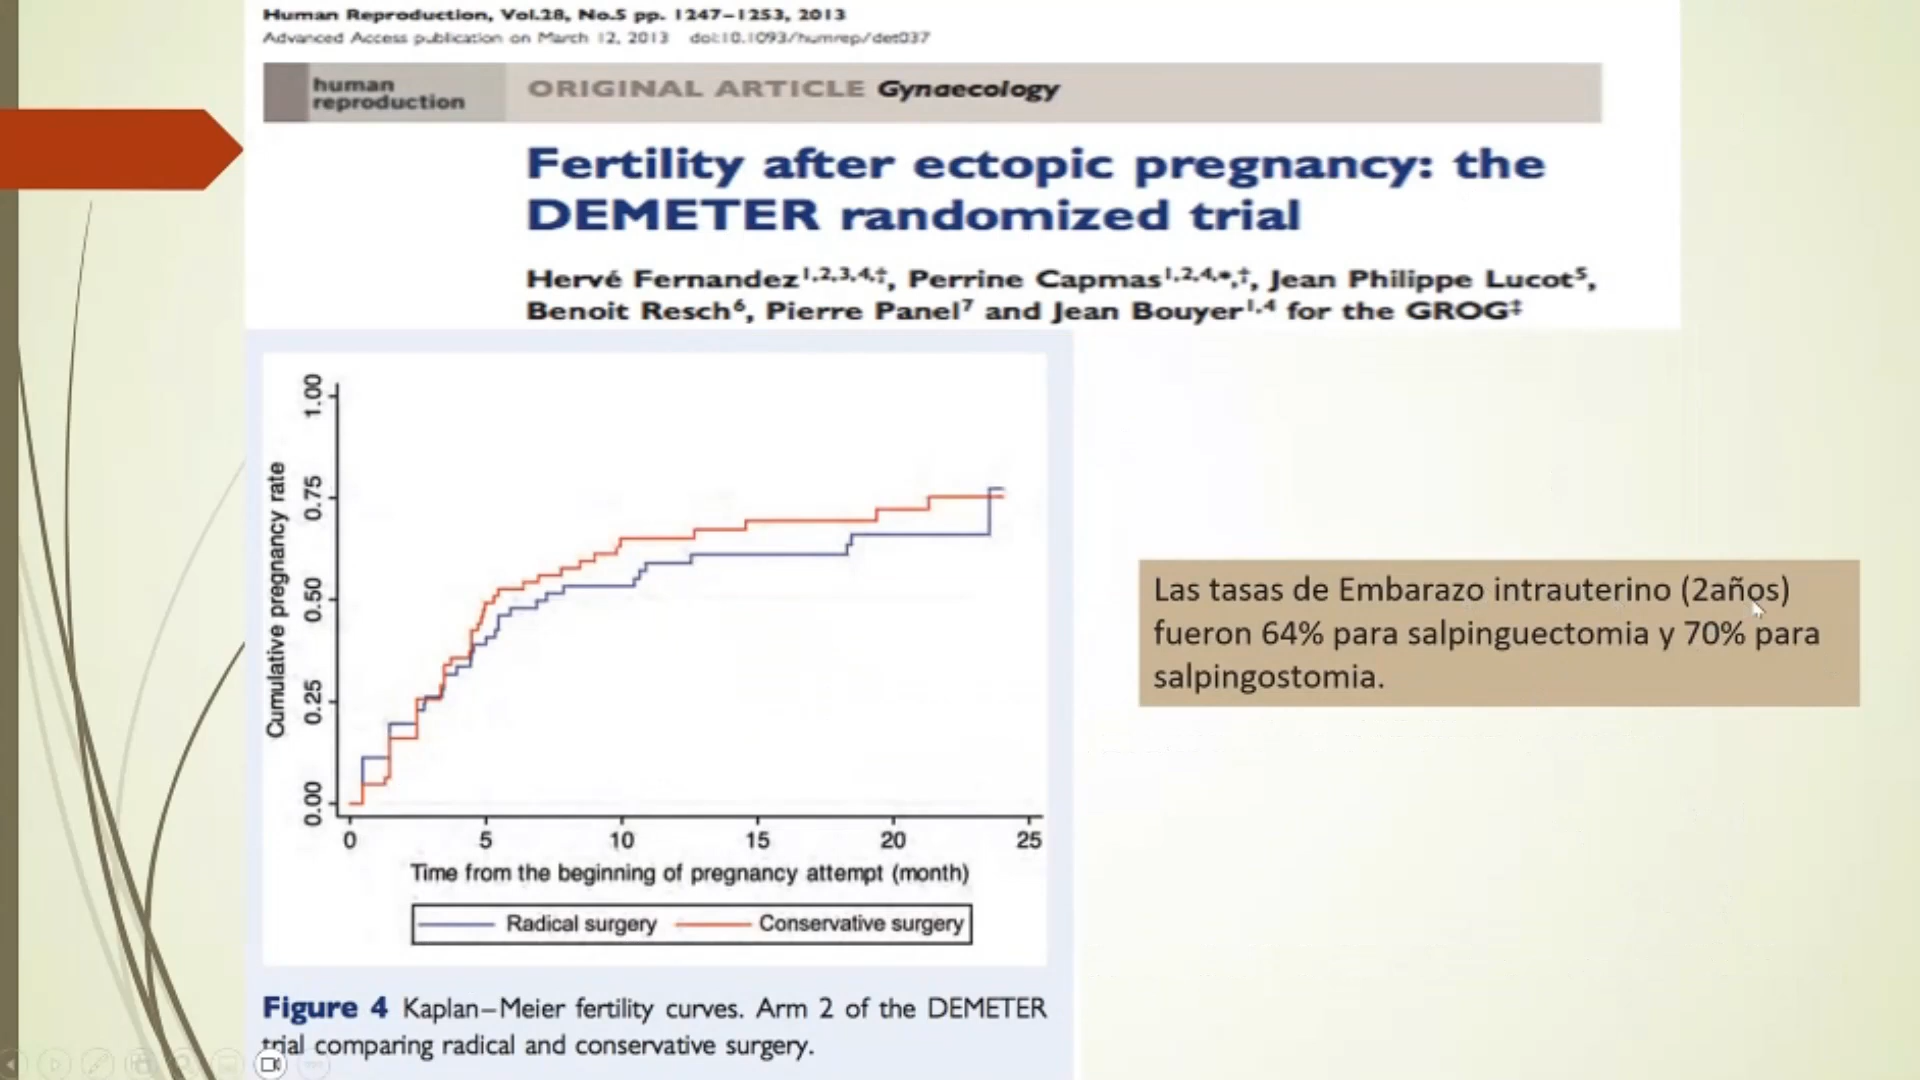 Human Reproduction, Vol.28, No.5 pp. 1247–1253, 2013
Advanced Access publication on March 12, 2013 doi:10.1093/humrep/det037
human
reproduction
ORIGINAL ARTICLE Gynaecology
Fertility after ectopic pregnancy: the
DEMETER randomized trial
Hervé Fernandez1,2,3,4,†, Perrine Capmas1,2,4,*,†, Jean Philippe Lucot5,
Benoit Resch6, Pierre Panel7 and Jean Bouyer1,4 for the GROG‡
Cumulative pregnancy rate
1.00
0.75
0.50
0.25
0.00
0 5 10 15 20 25
Time from the beginning of pregnancy attempt (month)
Radical surgery Conservative surgery
Figure 4 Kaplan–Meier fertility curves. Arm 2 of the DEMETER
trial comparing radical and conservative surgery.
Las tasas de Embarazo intrauterino (2años)
fueron 64% para salpinguectomia y 70% para
salpingostomia.